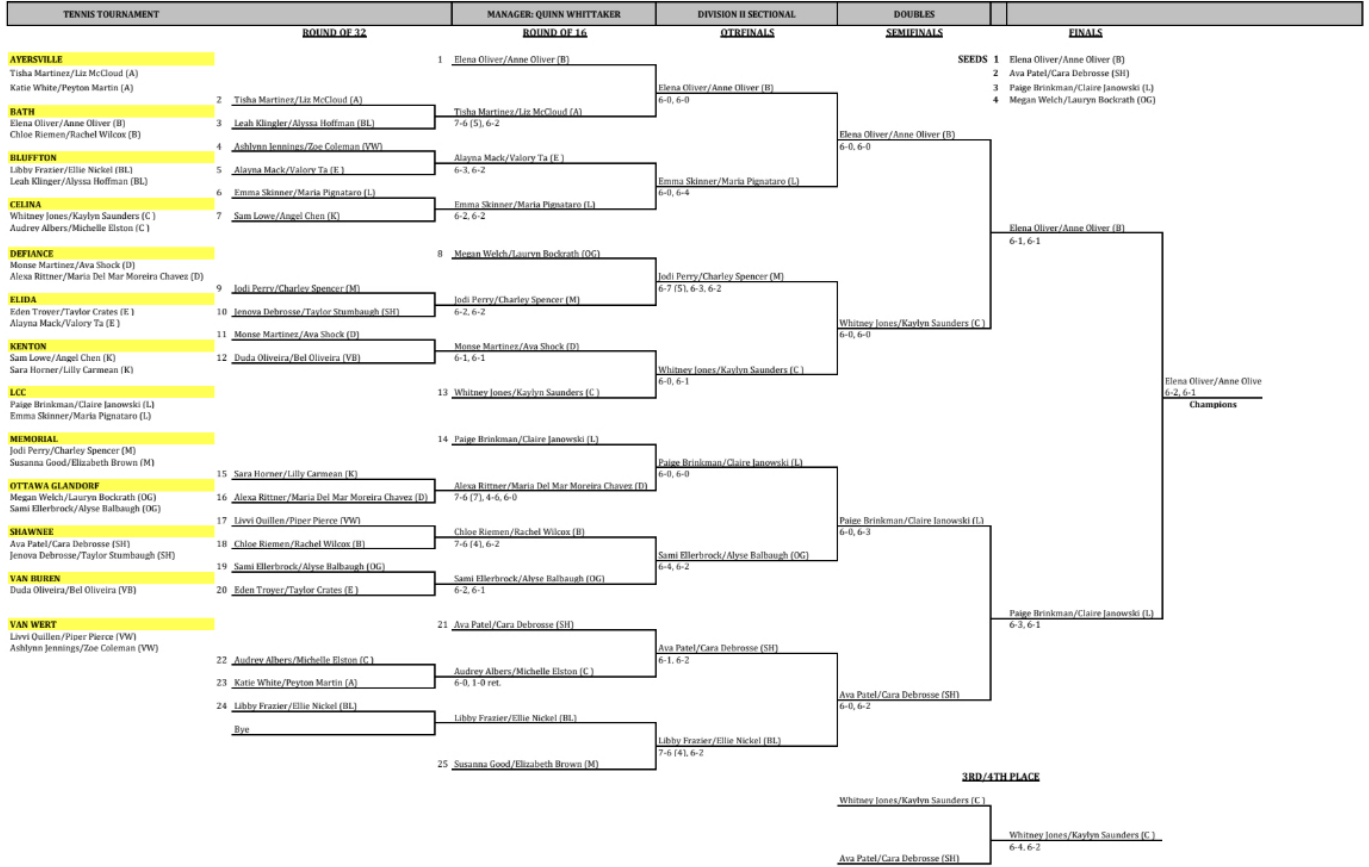 TENNIS TOURNAMENT MANAGER: QUINN WHITTAKER DIVISION II SECTIONAL DOUBLES
ROUND OF 32 ROUND OF 16 QTRFINALS SEMIFINALS FINALS
AYERSVILLE
Tisha Martinez/Liz McCloud (A)
Katie White/Peyton Martin (A)
BATH
Elena Oliver/Anne Oliver (B)
Chloe Riemen/Rachel Wilcox (B)
BLUFFTON
Libby Frazier/Ellie Nickel (BL)
Leah Klinger/Alyssa Hoffman (BL)
CELINA
Whitney Jones/Kaylyn Saunders (C )
Audrey Albers/Michelle Elston (C )
DEFIANCE
Monse Martinez/Ava Shock (D)
Alexa Rittner/Maria Del Mar Moreira Chavez (D)
ELIDA
Eden Troyer/Taylor Crates (E )
Alayna Mack/Valory Ta (E )
KENTON
Sam Lowe/Angel Chen (K)
Sara Horner/Lilly Carmean (K)
LCC
Paige Brinkman/Claire Janowski (L)
Emma Skinner/Maria Pignataro (L)
MEMORIAL
Jodi Perry/Charley Spencer (M)
Susanna Good/Elizabeth Brown (M)
OTTAWA GLANDORF
Megan Welch/Lauryn Bockrath (OG)
Sami Ellerbrock/Alyse Balbaugh (OG)
SHAWNEE
Ava Patel/Cara Debrosse (SH)
Jenova Debrosse/Taylor Stumbaugh (SH)
VAN BUREN
Duda Oliveira/Bel Oliveira (VB)
VAN WERT
Livvi Quillen/Piper Pierce (VW)
Ashlynn Jennings/Zoe Coleman (VW)
2 Tisha Martinez/Liz McCloud (A)
3 Leah Klingler/Alyssa Hoffman (BL)
4 Ashlynn Jennings/Zoe Coleman (VW)
5 Alayna Mack/Valory Ta (E )
6 Emma Skinner/Maria Pignataro (L)
7 Sam Lowe/Angel Chen (K)
9 Jodi Perry/Charley Spencer (M)
10 Jenova Debrosse/Taylor Stumbaugh (SH)
11 Monse Martinez/Ava Shock (D)
12 Duda Oliveira/Bel Oliveira (VB)
15 Sara Horner/Lilly Carmean (K)
16 Alexa Rittner/Maria Del Mar Moreira Chavez (D)
17 Livvi Quillen/Piper Pierce (VW)
18 Chloe Riemen/Rachel Wilcox (B)
19 Sami Ellerbrock/Alyse Balbaugh (OG)
20 Eden Troyer/Taylor Crates (E )
22 Audrey Albers/Michelle Elston (C )
23 Katie White/Peyton Martin (A)
24 Libby Frazier/Ellie Nickel (BL)
Bye
1 Elena Oliver/Anne Oliver (B)
Tisha Martinez/Liz McCloud (A)
7-6 (5), 6-2
Alayna Mack/Valory Ta (E )
6-3, 6-2
Emma Skinner/Maria Pignataro (L)
6-2, 6-2
8 Megan Welch/Lauryn Bockrath (OG)
Jodi Perry/Charley Spencer (M)
6-2, 6-2
Monse Martinez/Ava Shock (D)
6-1, 6-1
13 Whitney Jones/Kaylyn Saunders (C )
14 Paige Brinkman/Claire Janowski (L)
Alexa Rittner/Maria Del Mar Moreira Chavez (D)
7-6 (7), 4-6, 6-0
Chloe Riemen/Rachel Wilcox (B)
7-6 (4), 6-2
Sami Ellerbrock/Alyse Balbaugh (OG)
6-2, 6-1
21 Ava Patel/Cara Debrosse (SH)
Audrey Albers/Michelle Elston (C )
6-0, 1-0 ret.
Libby Frazier/Ellie Nickel (BL)
25 Susanna Good/Elizabeth Brown (M)
Elena Oliver/Anne Oliver (B)
6-0, 6-0
Emma Skinner/Maria Pignataro (L)
6-0, 6-4
Jodi Perry/Charley Spencer (M)
6-7 (5), 6-3, 6-2
Whitney Jones/Kaylyn Saunders (C )
6-0, 6-1
Paige Brinkman/Claire Janowski (L)
6-0, 6-0
Sami Ellerbrock/Alyse Balbaugh (OG)
6-4, 6-2
Ava Patel/Cara Debrosse (SH)
6-1, 6-2
Libby Frazier/Ellie Nickel (BL)
7-6 (4), 6-2
Elena Oliver/Anne Oliver (B)
6-0, 6-0
Whitney Jones/Kaylyn Saunders (C )
6-0, 6-0
Paige Brinkman/Claire Janowski (L)
6-0, 6-3
Ava Patel/Cara Debrosse (SH)
6-0, 6-2
SEEDS 1 Elena Oliver/Anne Oliver (B)
2 Ava Patel/Cara Debrosse (SH)
3 Paige Brinkman/Claire Janowski (L)
4 Megan Welch/Lauryn Bockrath (OG)
Elena Oliver/Anne Oliver (B)
6-1, 6-1
Paige Brinkman/Claire Janowski (L)
6-3, 6-1
Elena Oliver/Anne Olive
6-2, 6-1
Champions
3RD/4TH PLACE
Whitney Jones/Kaylyn Saunders (C )
Ava Patel/Cara Debrosse (SH)
Whitney Jones/Kaylyn Saunders (C )
6-4, 6-2